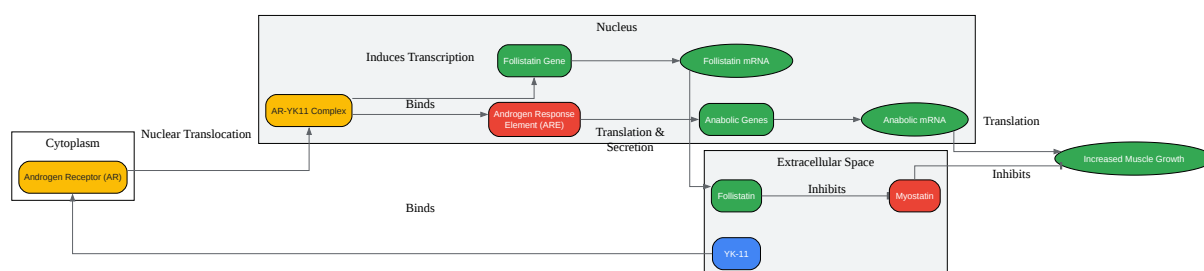 Nucleus
Induces Transcription
Follistatin Gene
Follistatin mRNA
AR-YK11 Complex
Binds
Androgen Response
Element (ARE)
Anabolic Genes
Anabolic mRNA
Translation
Nuclear Translocation
Translation &
Secretion
Cytoplasm
Androgen Receptor (AR)
Extracellular Space
Increased Muscle Growth
Inhibits
Follistatin
Inhibits
Myostatin
Binds
YK-11